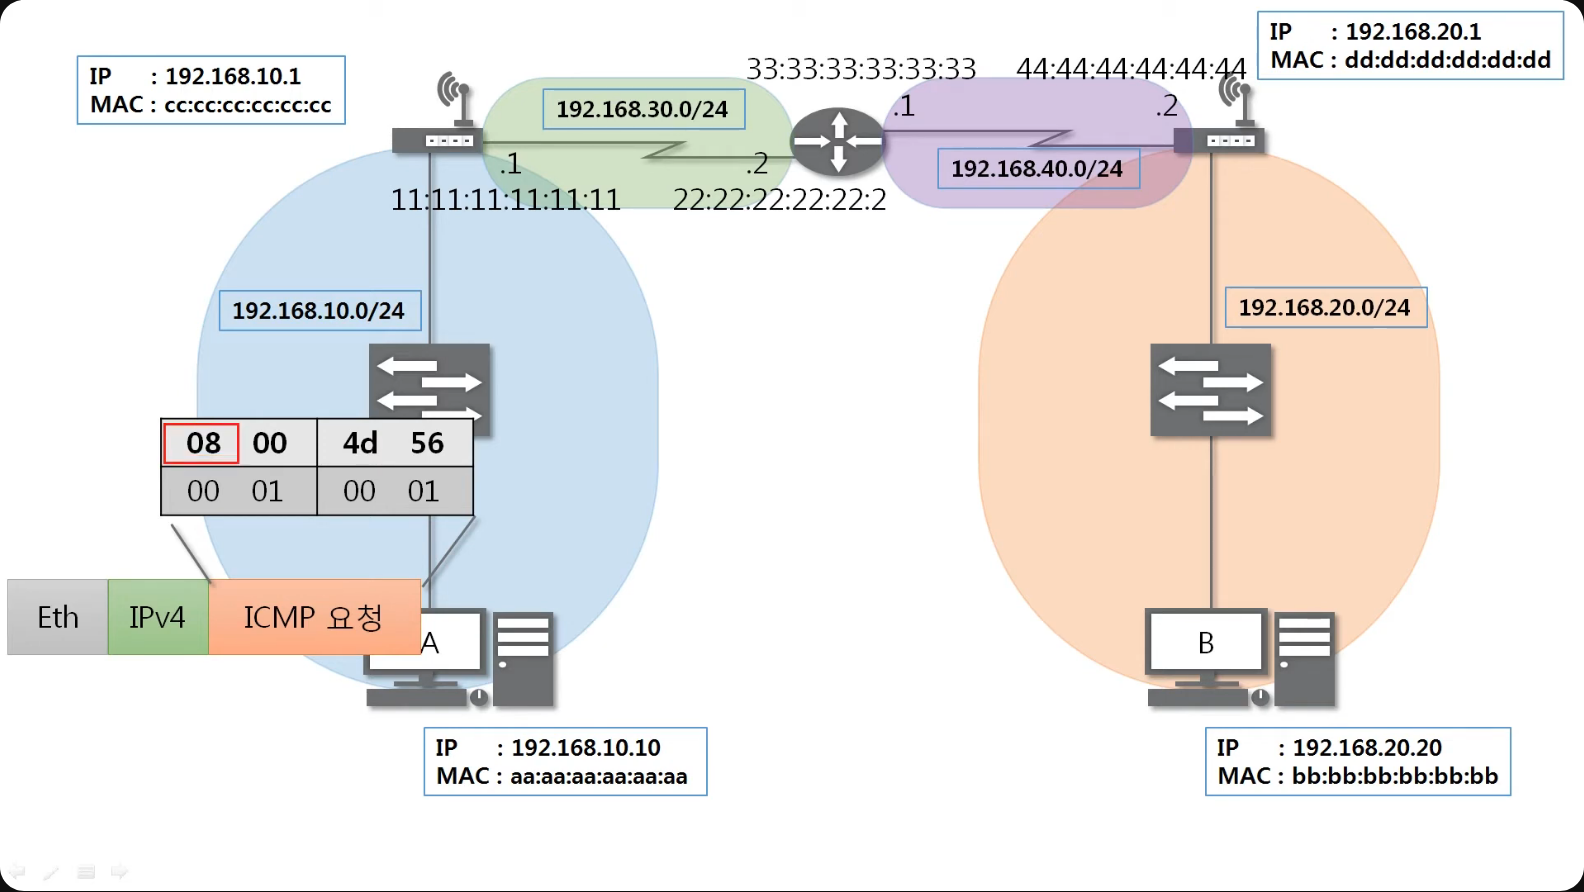 IP : 192.168.20.1
MAC : dd:dd:dd:dd:dd:dd
IP : 192.168.10.1
MAC : cc:cc:cc:cc:cc:cc
33:33:33:33:33:33
44:44:44:44:44:44
192.168.30.0/24
.1
.2
.1
.2
192.168.40.0/24
11:11:11:11:11:11
22:22:22:22:22:2
192.168.10.0/24
192.168.20.0/24
08 00 4d 56
00 01 00 01
Eth IPv4 ICMP 요청
A
B
IP : 192.168.10.10
MAC : aa:aa:aa:aa:aa:aa
IP : 192.168.20.20
MAC : bb:bb:bb:bb:bb:bb